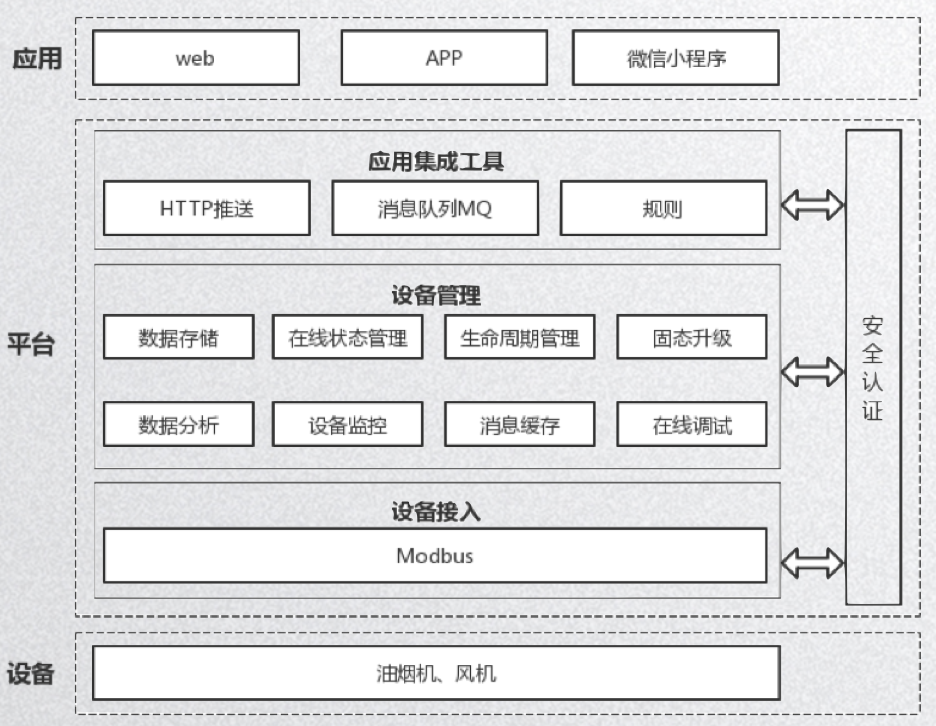 应用
web
APP
微信小程序
平台
应用集成工具
HTTP推送
消息队列MQ
规则
设备管理
数据存储
在线状态管理
生命周期管理
固态升级
数据分析
设备监控
消息缓存
在线调试
设备接入
Modbus
安全认证
设备
油烟机、风机